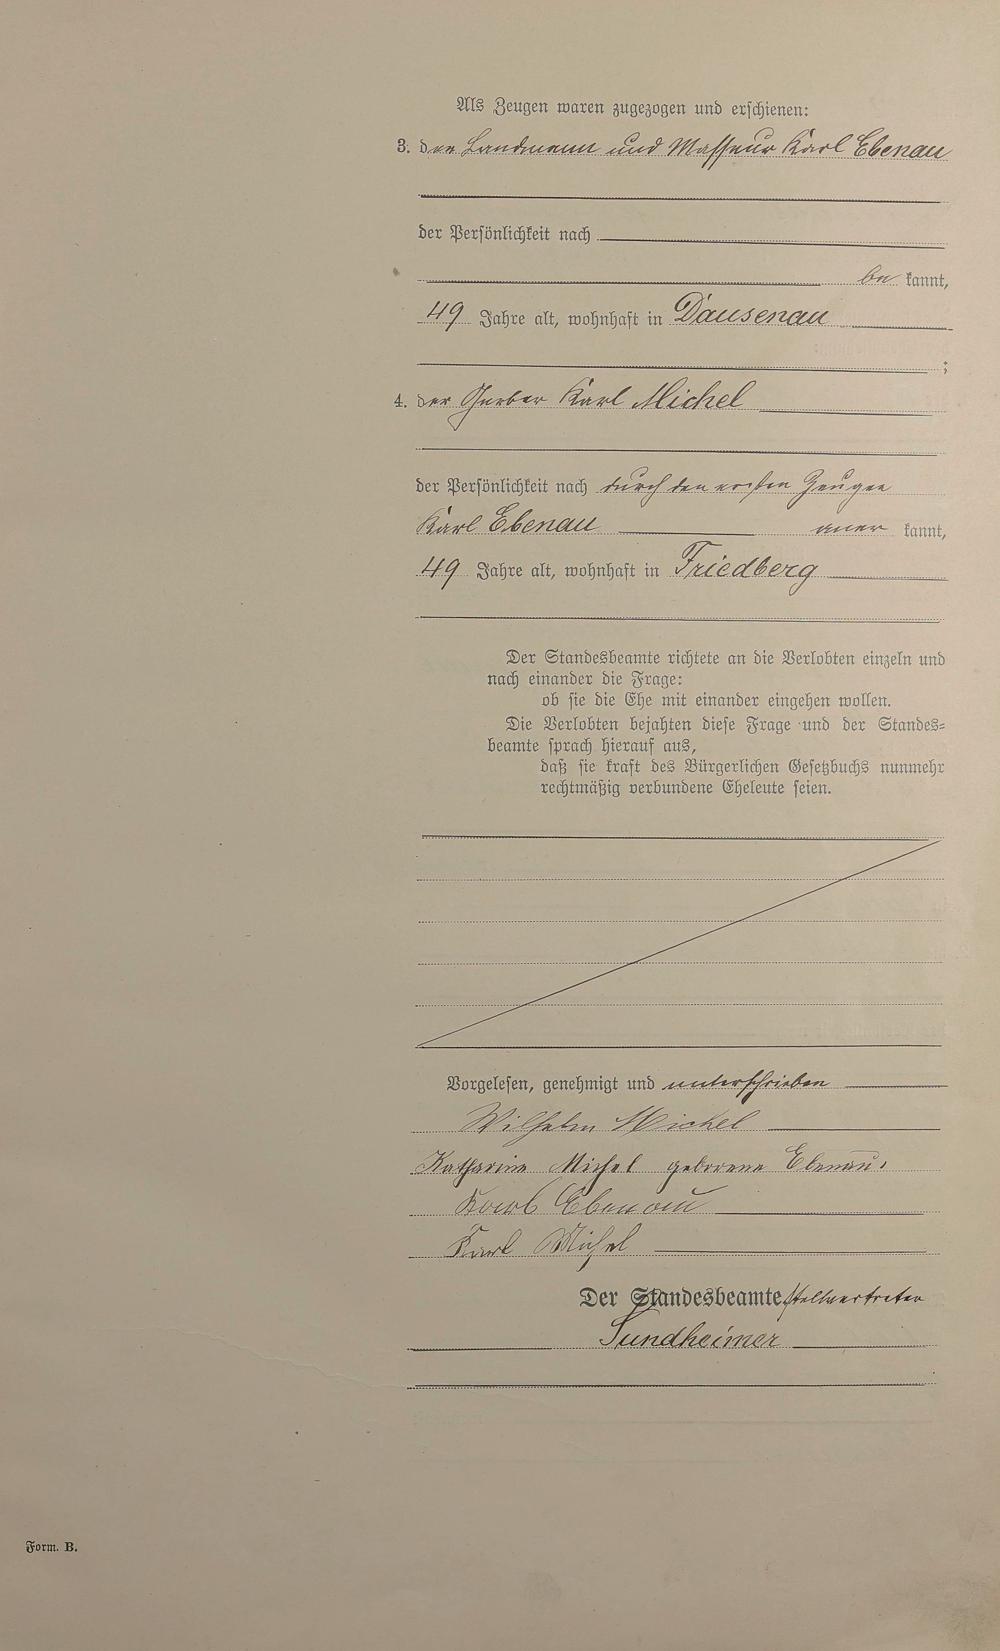 Als Zeugen waren zugezogen und erschienen:
3. der Landmann und Masseur Karl Ebenau
der Persönlichkeit nach
be kannt,
49 Jahre alt, wohnhaft in Dausenau
;
4. der Gerber Karl Michel
der Persönlichkeit nach durch den ersten Zeugen
Karl Ebenau aner kannt,
49 Jahre alt, wohnhaft in Friedberg
Der Standesbeamte richtete an die Verlobten einzeln und
nach einander die Frage:
ob sie die Ehe mit einander eingehen wollen.
Die Verlobten bejahten diese Frage und der Standes=
beamte sprach hierauf aus,
daß sie kraft des Bürgerlichen Gesetzbuchs nunmehr
rechtmäßig verbundene Eheleute seien.
Vorgelesen, genehmigt und unterschrieben
Wilhelm Michel
Katharine Michel geborene Ebenau.
Karl Ebenau
Karl Michel
Der Standesbeamte stellvertreter
Sundheimer
Form. B.